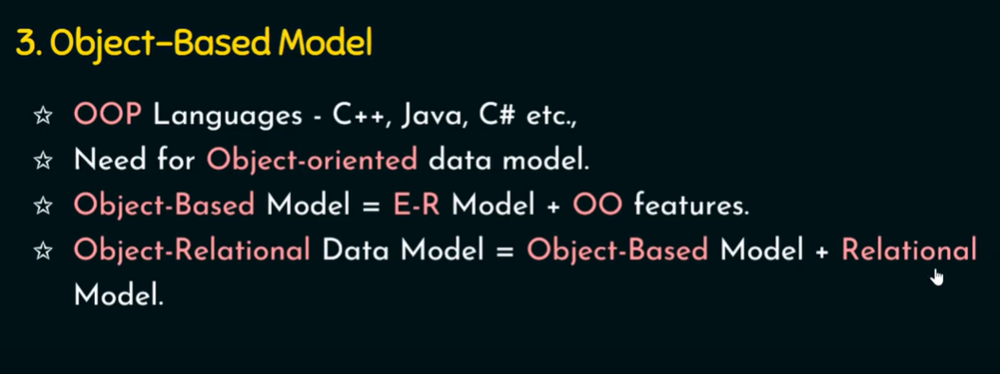 3. Object-Based Model
☆ OOP Languages - C++, Java, C# etc.,
☆ Need for Object-oriented data model.
☆ Object-Based Model = E-R Model + OO features.
☆ Object-Relational Data Model = Object-Based Model + Relational
Model.